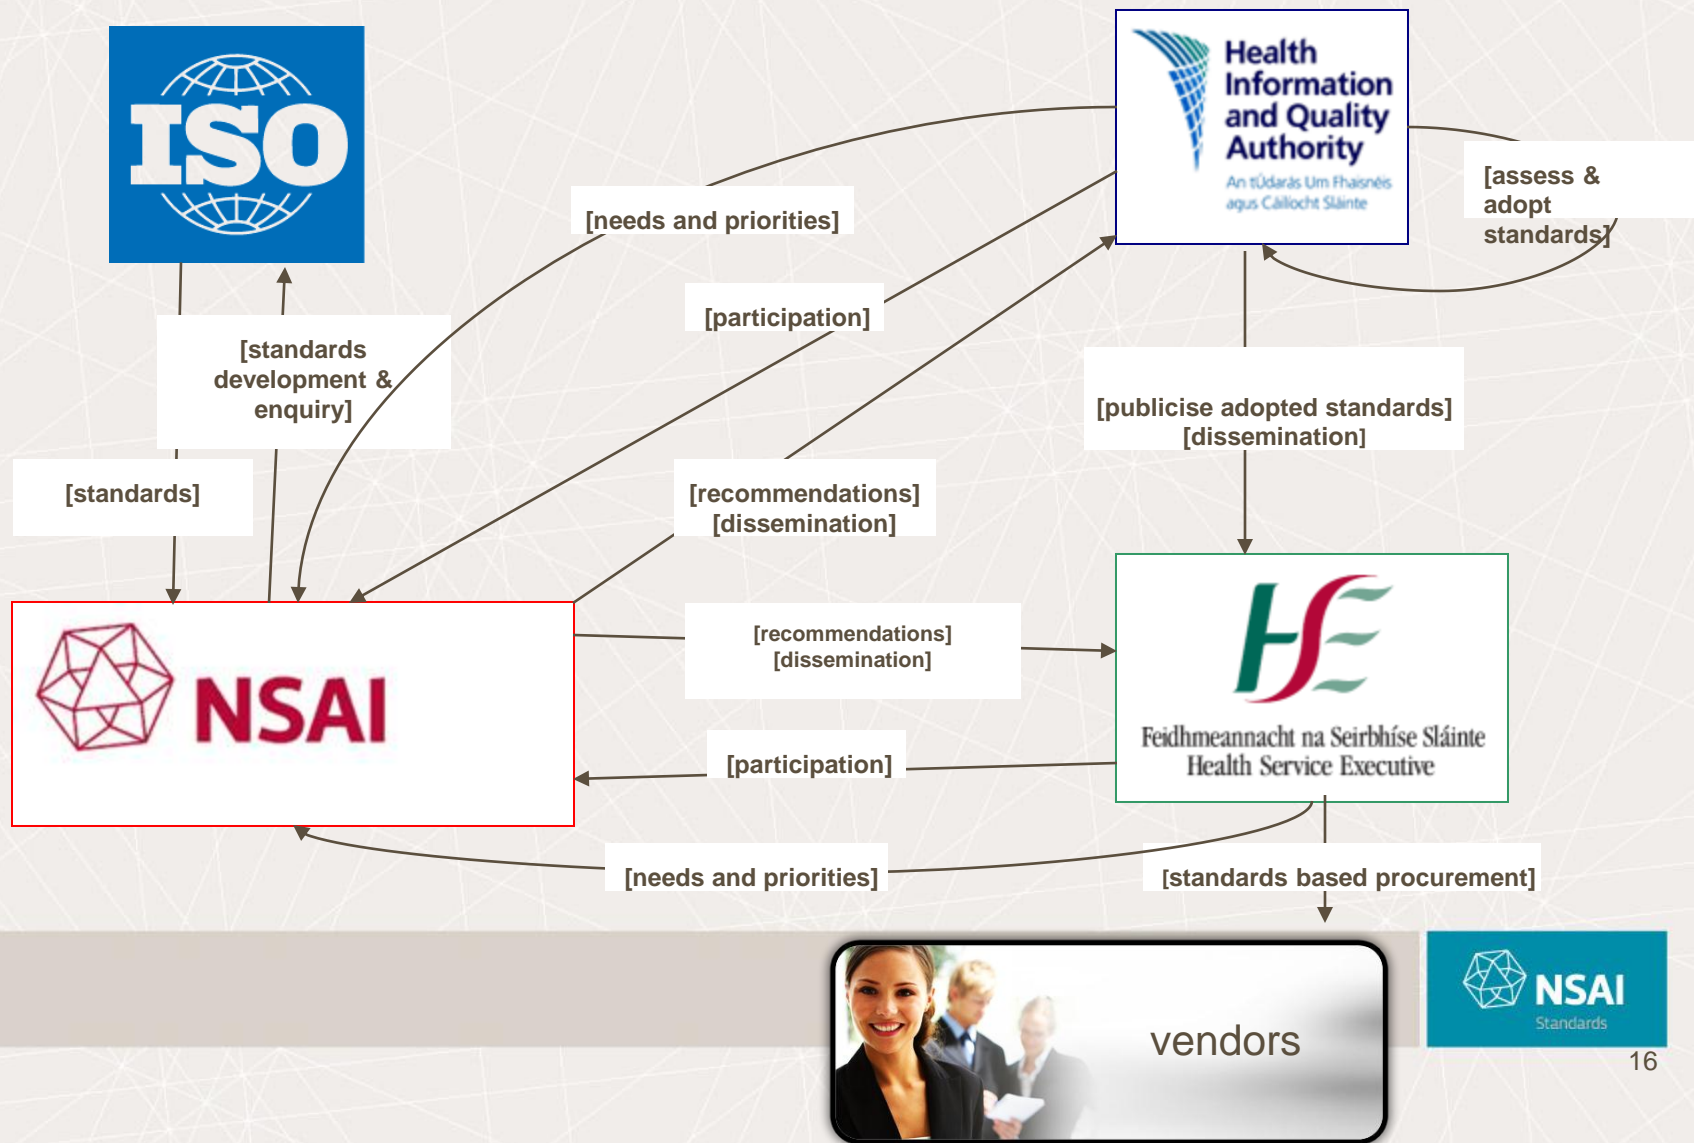 ISO
Health
Information
and Quality
Authority
An tÚdarás Um Fhaisnéis
agus Cáilíocht Sláinte
[assess &
adopt
standards]
[needs and priorities]
[participation]
[standards
development &
enquiry]
[publicise adopted standards]
[dissemination]
[standards]
[recommendations]
[dissemination]
NSAI
[recommendations]
[dissemination]
HSE
Feidhmeannacht na Seirbhíse Sláinte
Health Service Executive
[participation]
[needs and priorities]
[standards based procurement]
vendors
NSAI
Standards
16